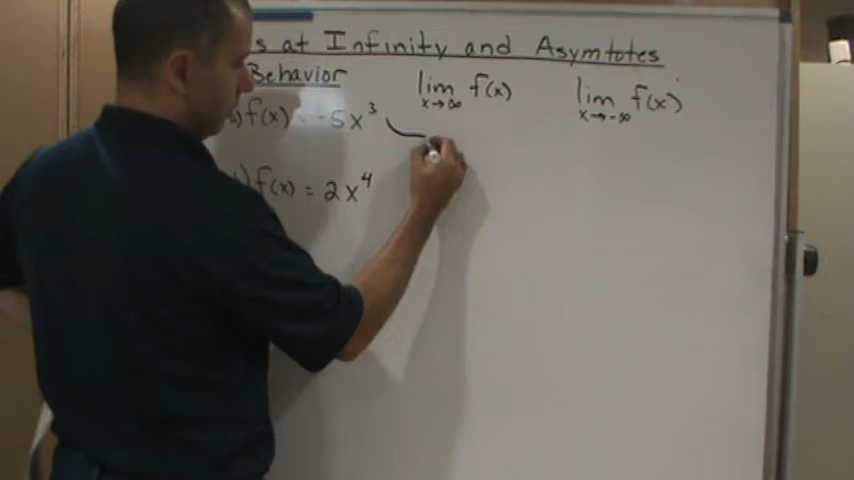 s at Infinity and Asymtotes
Behavior lim f(x) lim f(x)
x→∞ x→-∞
) f(x) = -5x³
) f(x) = 2x⁴